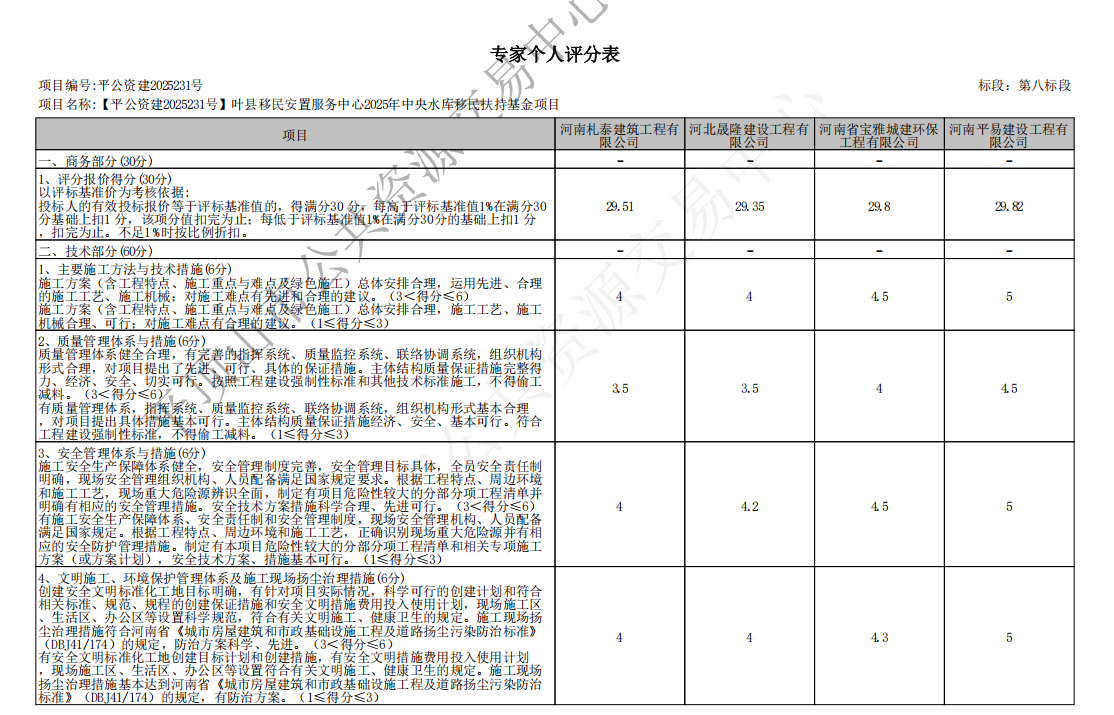 专家个人评分表
项目编号:平公资建2025231号
标段：第八标段
项目名称:【平公资建2025231号】叶县移民安置服务中心2025年中央水库移民扶持基金项目
项目
河南札泰建筑工程有
限公司
河北晟隆建设工程有
限公司
河南省宝雅城建环保
工程有限公司
河南平易建设工程有
限公司
一、商务部分(30分)
－ － － －
1、评分报价得分(30分)
以评标基准价为考核依据:
投标人的有效投标报价等于评标基准值的，得满分30 分，每高于评标基准值1%在满分30
分基础上扣1 分，该项分值扣完为止；每低于评标基准值1%在满分30分的基础上扣1 分
，扣完为止。不足1%时按比例折扣。
29.51 29.35 29.8 29.82
二、技术部分(60分)
－ － － －
1、主要施工方法与技术措施(6分)
施工方案（含工程特点、施工重点与难点及绿色施工）总体安排合理，运用先进、合理
的施工工艺、施工机械；对施工难点有先进和合理的建议。（3＜得分≤6）
施工方案（含工程特点、施工重点与难点及绿色施工）总体安排合理，施工工艺、施工
机械合理、可行；对施工难点有合理的建议。（1≤得分≤3）
4 4 4.5 5
2、质量管理体系与措施(6分)
质量管理体系健全合理，有完善的指挥系统、质量监控系统、联络协调系统，组织机构
形式合理，对项目提出了先进、可行、具体的保证措施。主体结构质量保证措施完整得
力、经济、安全、切实可行。按照工程建设强制性标准和其他技术标准施工，不得偷工
减料。（3＜得分≤6）
有质量管理体系，指挥系统、质量监控系统、联络协调系统，组织机构形式基本合理
，对项目提出具体措施基本可行。主体结构质量保证措施经济、安全、基本可行。符合
工程建设强制性标准，不得偷工减料。（1≤得分≤3）
3.5 3.5 4 4.5
3、安全管理体系与措施(6分)
施工安全生产保障体系健全，安全管理制度完善，安全管理目标具体，全员安全责任制
明确，现场安全管理组织机构、人员配备满足国家规定要求。根据工程特点、周边环境
和施工工艺，现场重大危险源辨识全面，制定有项目危险性较大的分部分项工程清单并
明确有相应的安全管理措施。安全技术方案措施科学合理、先进可行。（3＜得分≤6）
有施工安全生产保障体系、安全责任制和安全管理制度，现场安全管理机构、人员配备
满足国家规定。根据工程特点、周边环境和施工工艺，正确识别现场重大危险源并有相
应的安全防护管理措施。制定有本项目危险性较大的分部分项工程清单和相关专项施工
方案（或方案计划），安全技术方案、措施基本可行。（1≤得分≤3）
4 4.2 4.5 5
4、文明施工、环境保护管理体系及施工现场扬尘治理措施(6分)
创建安全文明标准化工地目标明确，有针对项目实际情况，科学可行的创建计划和符合
相关标准、规范、规程的创建保证措施和安全文明措施费用投入使用计划，现场施工区
、生活区、办公区等设置科学规范，符合有关文明施工、健康卫生的规定。施工现场扬
尘治理措施符合河南省《城市房屋建筑和市政基础设施工程及道路扬尘污染防治标准》
（DBJ41/174）的规定，防治方案科学、先进。（3＜得分≤6）
有安全文明标准化工地创建目标计划和创建措施，有安全文明措施费用投入使用计划
，现场施工区、生活区、办公区等设置符合有关文明施工、健康卫生的规定。施工现场
扬尘治理措施基本达到河南省《城市房屋建筑和市政基础设施工程及道路扬尘污染防治
标准》（DBJ41/174）的规定，有防治方案。（1≤得分≤3）
4 4 4.3 5
平顶山市公共资源交易中心
公共资源交易中心